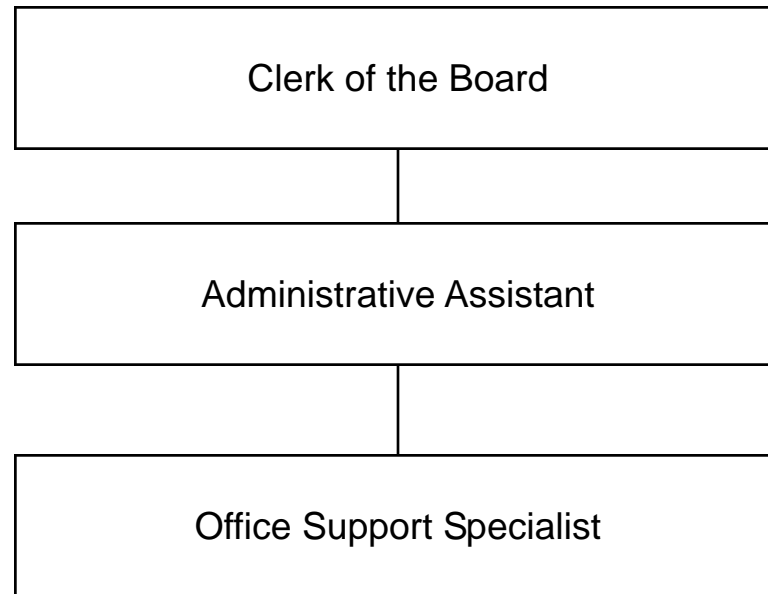 Clerk of the Board
Administrative Assistant
Office Support Specialist